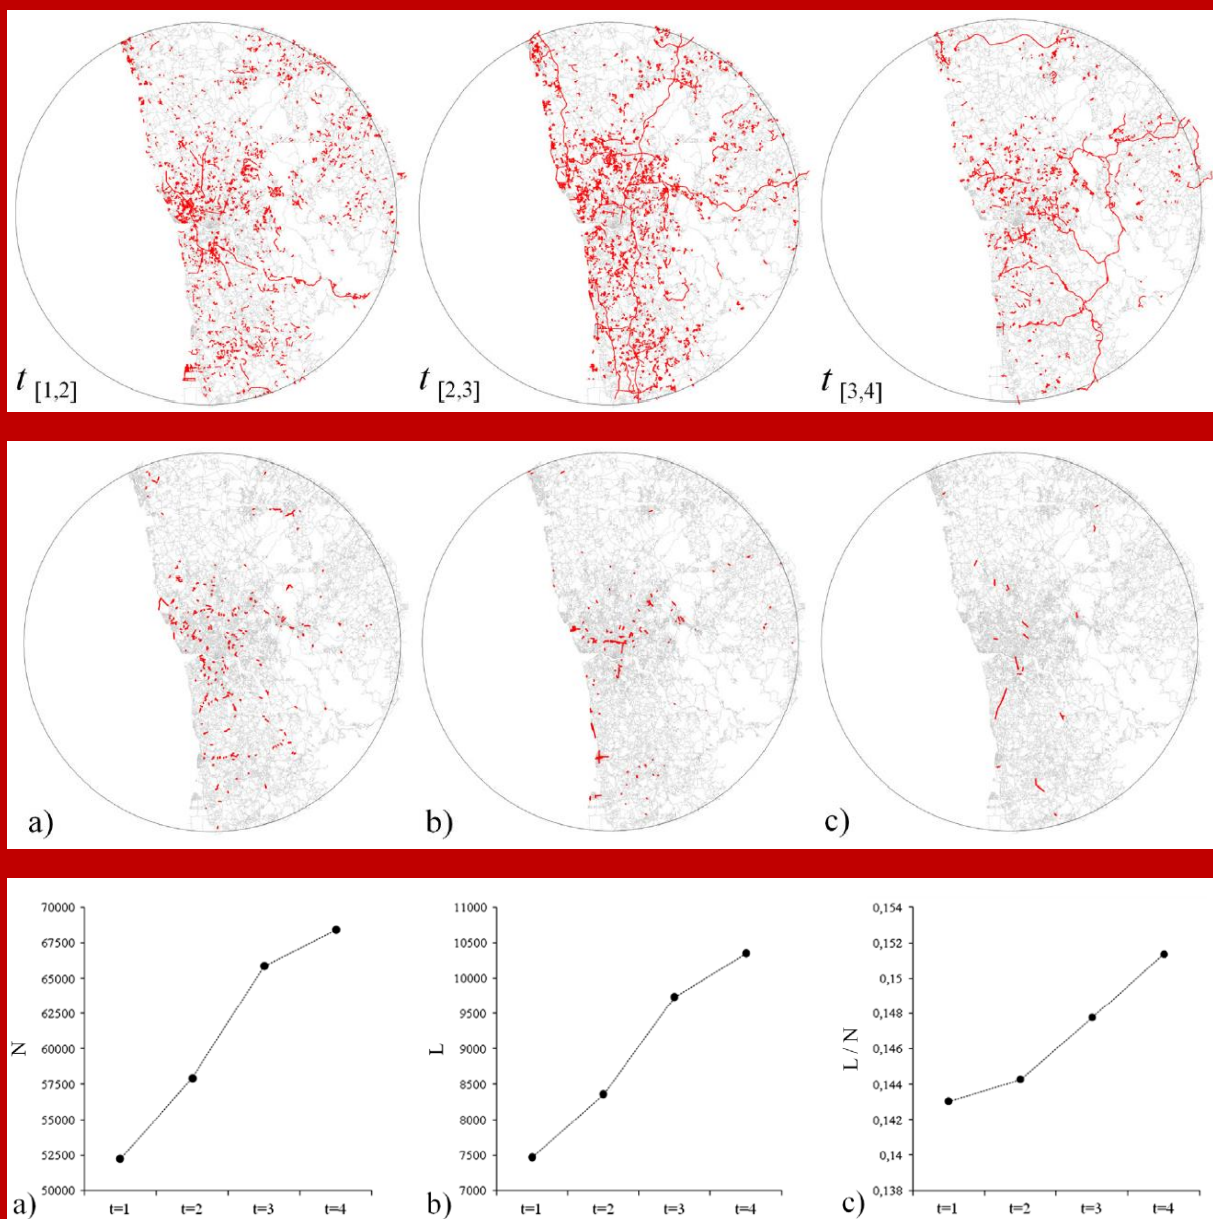 t [1,2]
t [2,3]
t [3,4]
a)
b)
c)
70000
67500
65000
62500
60000
57500
55000
52500
50000
N
t=1 t=2 t=3 t=4
a)
11000
10500
10000
9500
9000
8500
8000
7500
7000
L
t=1 t=2 t=3 t=4
b)
0,154
0,152
0,15
0,148
0,146
0,144
0,142
0,14
0,138
L / N
t=1 t=2 t=3 t=4
c)